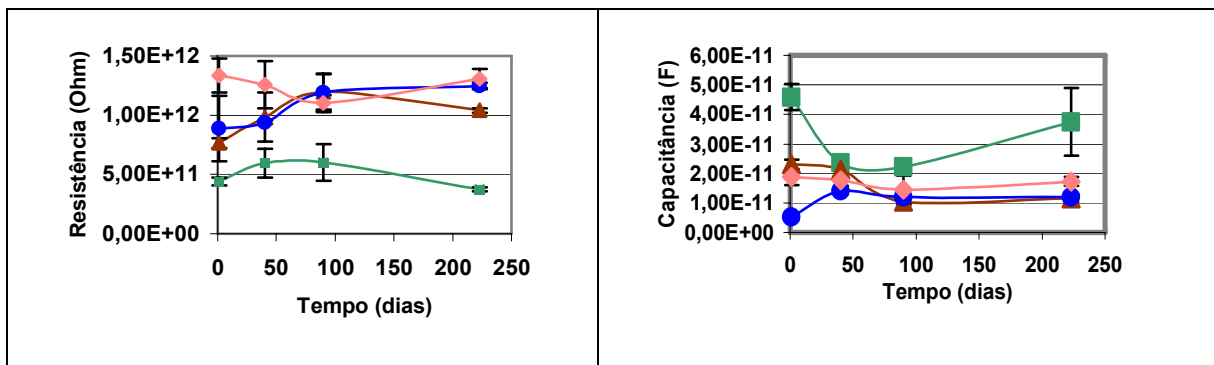 Resistência (Ohm)
1,50E+12
1,00E+12
5,00E+11
0,00E+00
0 50 100 150 200 250
Tempo (dias)
Capacitância (F)
6,00E-11
5,00E-11
4,00E-11
3,00E-11
2,00E-11
1,00E-11
0,00E+00
0 50 100 150 200 250
Tempo (dias)